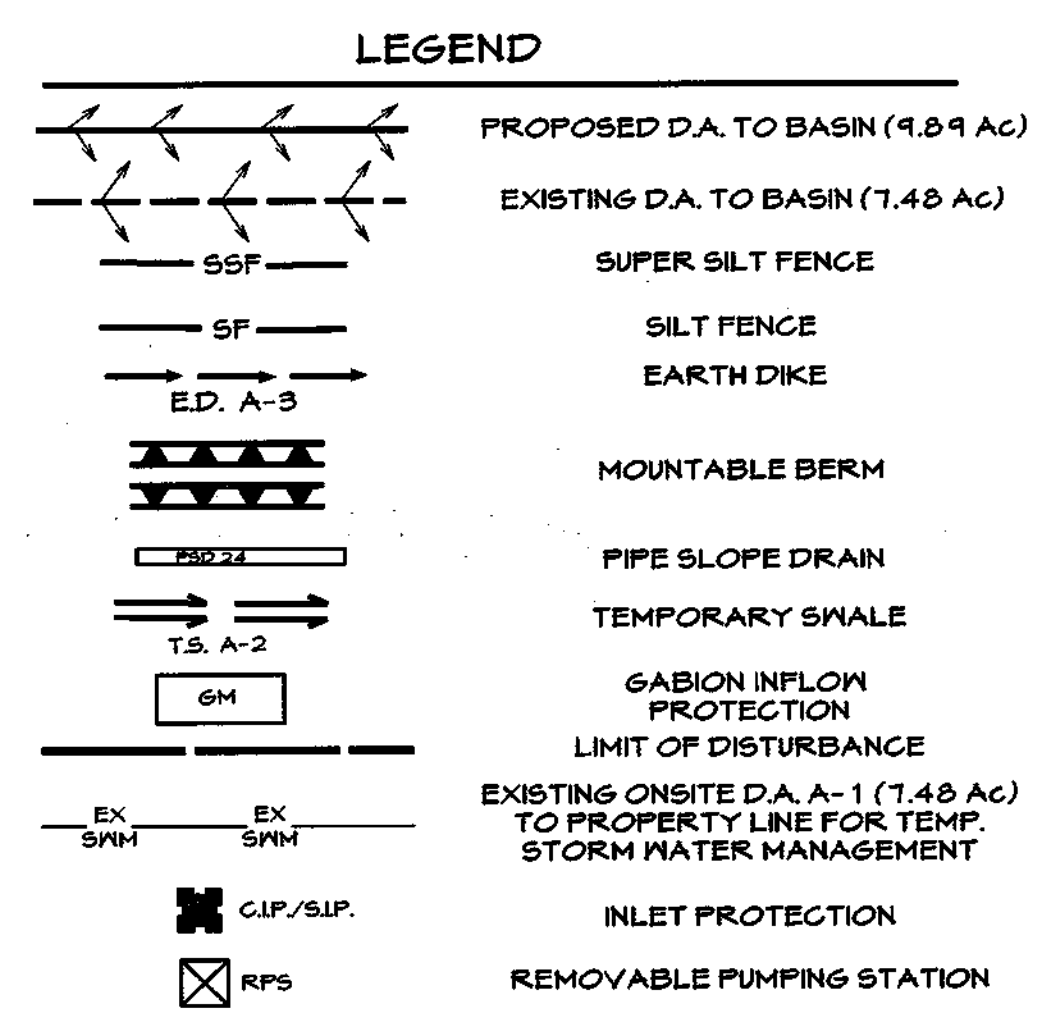 LEGEND
PROPOSED D.A. TO BASIN (9.89 AC)
EXISTING D.A. TO BASIN (7.48 AC)
SSF
SUPER SILT FENCE
SF
SILT FENCE
EARTH DIKE
E.D. A-3
MOUNTABLE BERM
PSD 24
PIPE SLOPE DRAIN
TEMPORARY SWALE
T.S. A-2
GM
GABION INFLOW
PROTECTION
LIMIT OF DISTURBANCE
EX EX
SWM SWM
EXISTING ONSITE D.A. A-1 (7.48 AC)
TO PROPERTY LINE FOR TEMP.
STORM WATER MANAGEMENT
C.I.P./S.I.P.
INLET PROTECTION
RPS
REMOVABLE PUMPING STATION